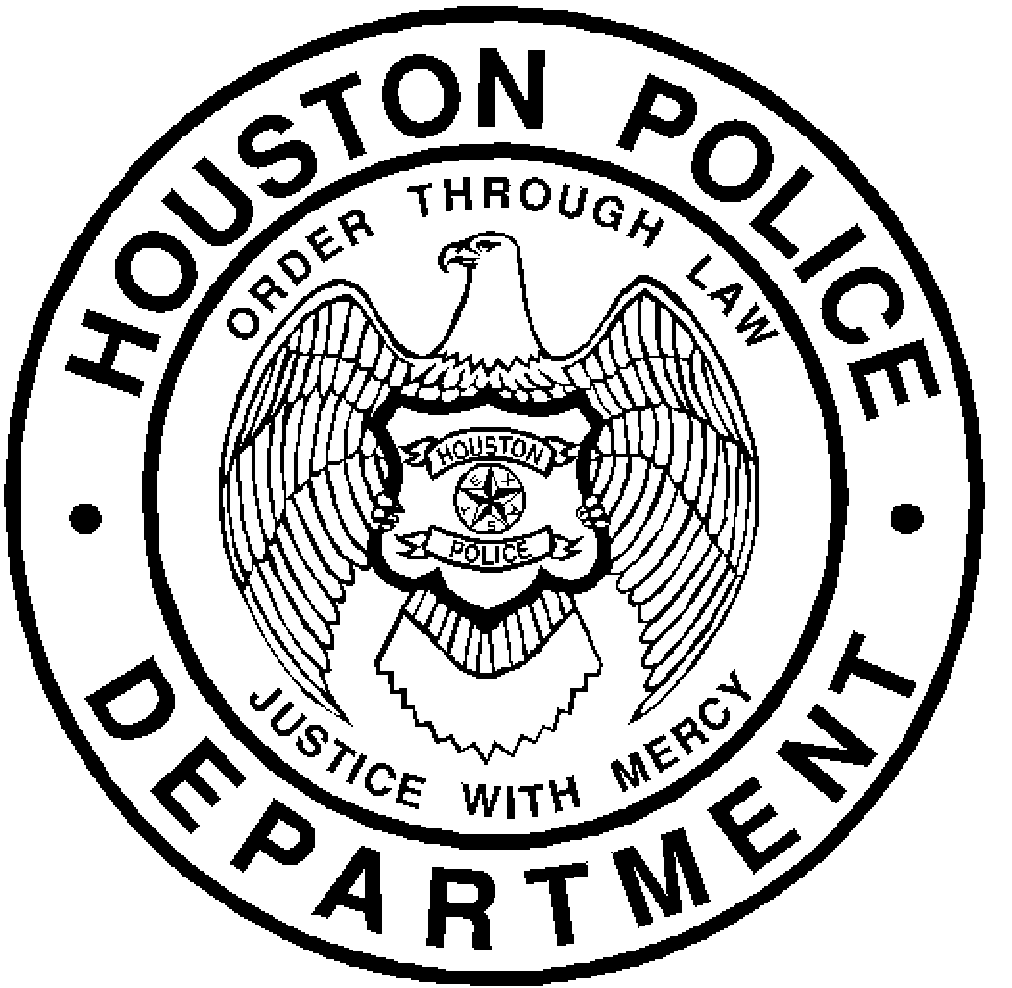 HOUSTON POLICE
ORDER THROUGH LAW
HOUSTON
POLICE
JUSTICE WITH MERCY
DEPARTMENT